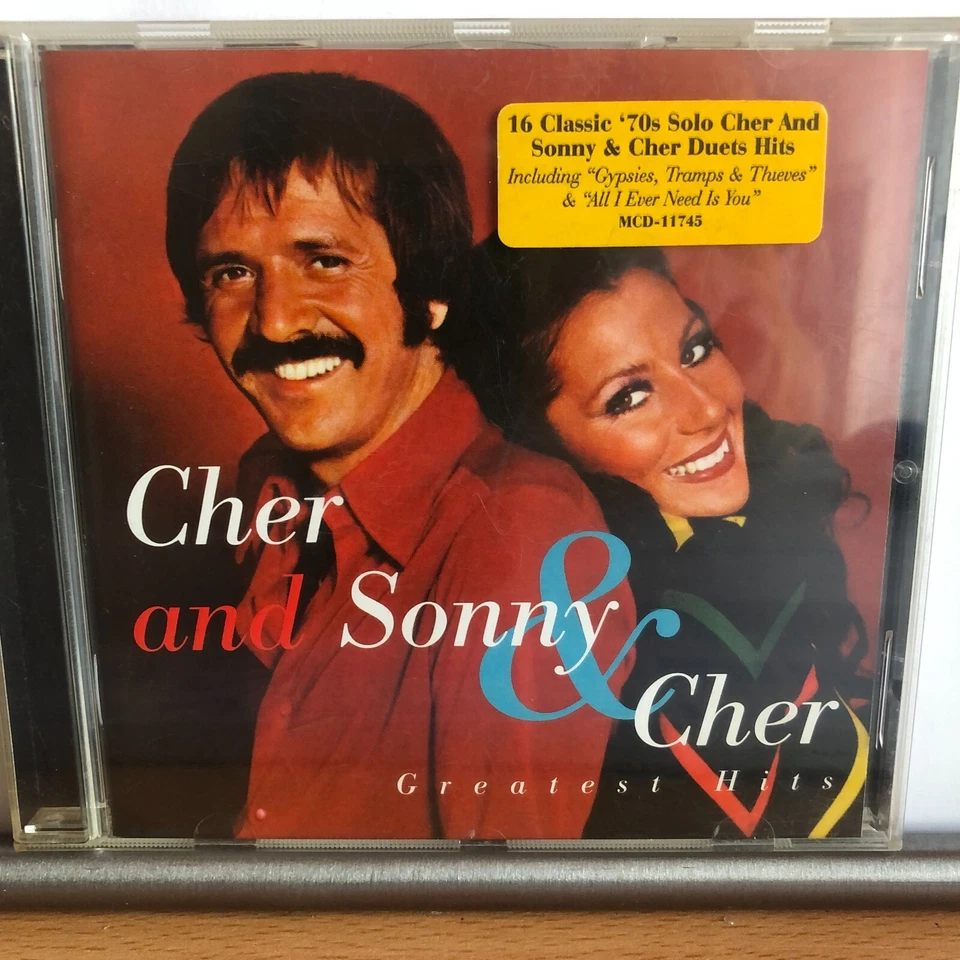 16 Classic ‘70s Solo Cher And
Sonny & Cher Duets Hits
Including “Gypsies, Tramps & Thieves”
& “All I Ever Need Is You”
MCD-11745
Cher
and Sonny
&
Cher
Greatest Hits